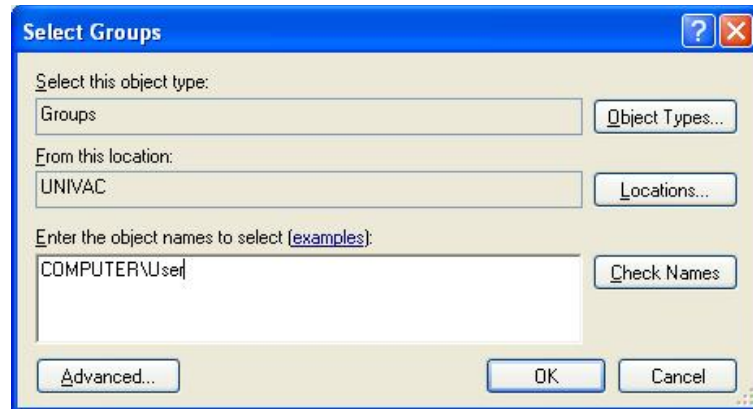 Select Groups
Select this object type:
Groups
Object Types...
From this location:
UNIVAC
Locations...
Enter the object names to select (examples):
COMPUTER\User
Check Names
Advanced...
OK
Cancel